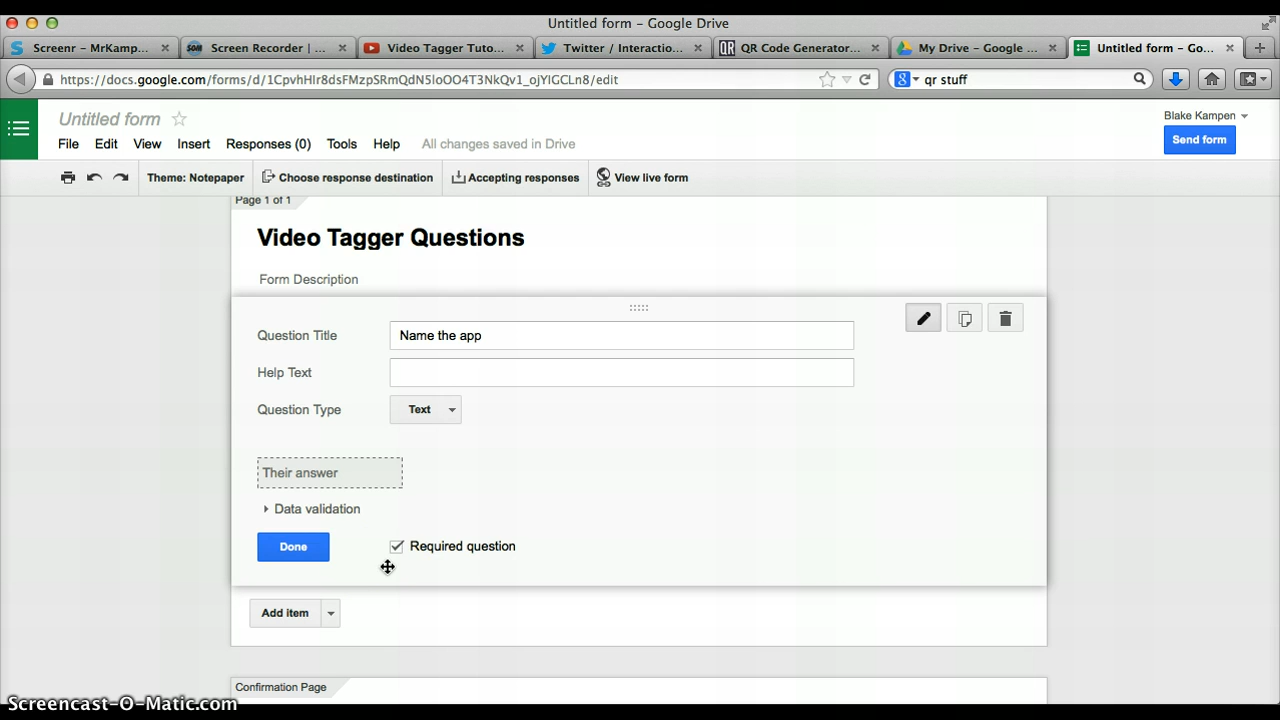 Untitled form – Google Drive
Screenr – MrKamp...
Screen Recorder | ...
Video Tagger Tuto...
Twitter / Interactio...
QR Code Generator...
My Drive – Google ...
Untitled form – Go...
https://docs.google.com/forms/d/1CpvhHlr8dsFMzpSRmQdN5loOO4T3NkQv1_ojYlGCLn8/edit
qr stuff
Untitled form
Blake Kampen
File Edit View Insert Responses (0) Tools Help All changes saved in Drive
Send form
Theme: Notepaper Choose response destination Accepting responses View live form
Page 1 of 1
Video Tagger Questions
Form Description
Question Title Name the app
Help Text
Question Type Text
Their answer
Data validation
Done Required question
Add item
Confirmation Page
Screencast-O-Matic.com